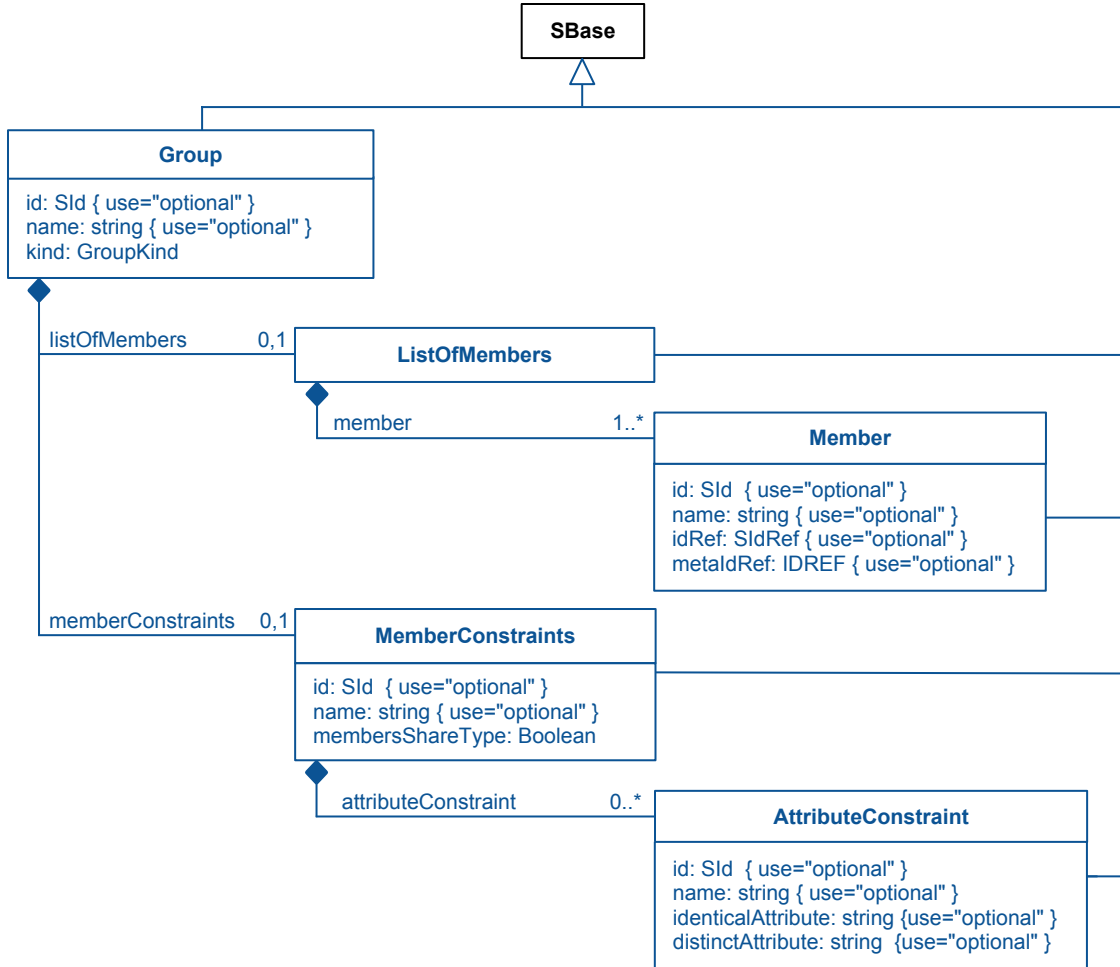 SBase
Group
id: SId { use="optional" }
name: string { use="optional" }
kind: GroupKind
listOfMembers 0,1
ListOfMembers
member 1..*
Member
id: SId  { use="optional" }
name: string { use="optional" }
idRef: SIdRef { use="optional" }
metaIdRef: IDREF { use="optional" }
memberConstraints 0,1
MemberConstraints
id: SId  { use="optional" }
name: string { use="optional" }
membersShareType: Boolean
attributeConstraint 0..*
AttributeConstraint
id: SId  { use="optional" }
name: string { use="optional" }
identicalAttribute: string {use="optional" }
distinctAttribute: string  {use="optional" }